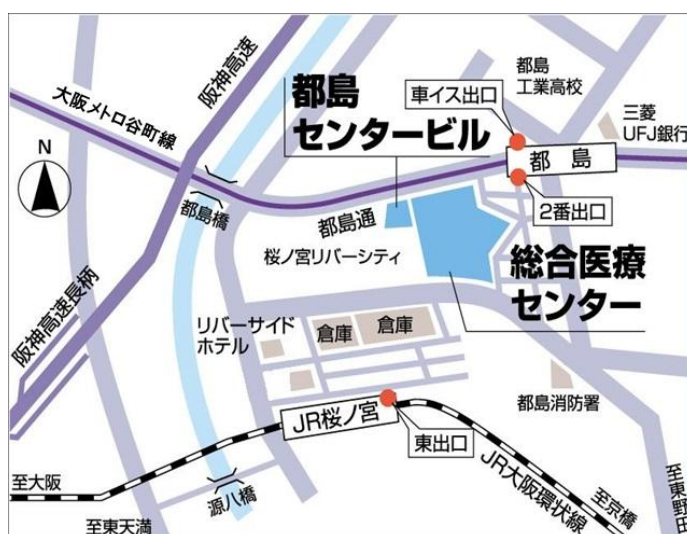 阪神高速
大阪メトロ谷町線
都島
センタービル
車イス出口
都島
工業高校
三菱
UFJ銀行
都島
2番出口
N
都島橋
都島通
桜ノ宮リバーシティ
総合医療
センター
阪神高速長柄
リバーサイド
ホテル
倉庫
倉庫
都島消防署
JR桜ノ宮
東出口
JR大阪環状線
至大阪
源八橋
至東天満
至京橋
至東野田